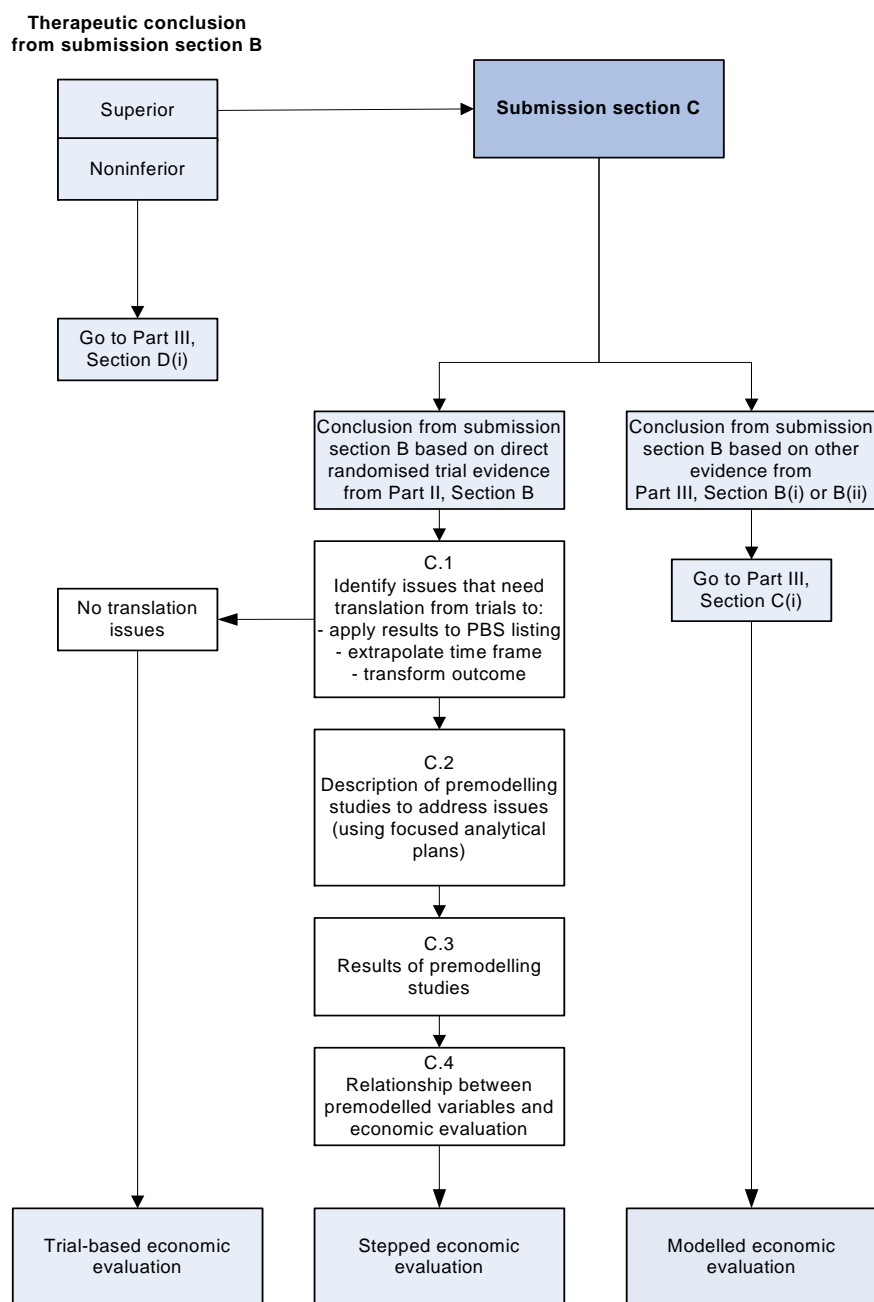 Therapeutic conclusion
from submission section B
Superior
Submission section C
Noninferior
Go to Part III,
Section D(i)
Conclusion from submission
section B based on direct
randomised trial evidence
from Part II, Section B
Conclusion from submission
section B based on other
evidence from
Part III, Section B(i) or B(ii)
C.1
Identify issues that need
translation from trials to:
- apply results to PBS listing
- extrapolate time frame
- transform outcome
No translation
issues
Go to Part III,
Section C(i)
C.2
Description of premodelling
studies to address issues
(using focused analytical
plans)
C.3
Results of premodelling
studies
C.4
Relationship between
premodelled variables and
economic evaluation
Trial-based economic
evaluation
Stepped economic
evaluation
Modelled economic
evaluation